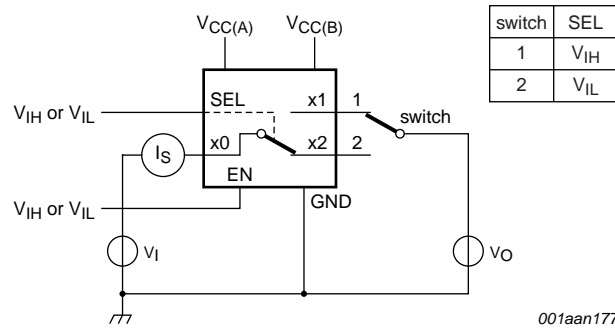 VCC(A) VCC(B)
switch SEL
1 VIH
2 VIL
SEL x1 1
VIH or VIL
switch
IS x0 x2 2
EN
VIH or VIL
GND
VI VO
001aan177